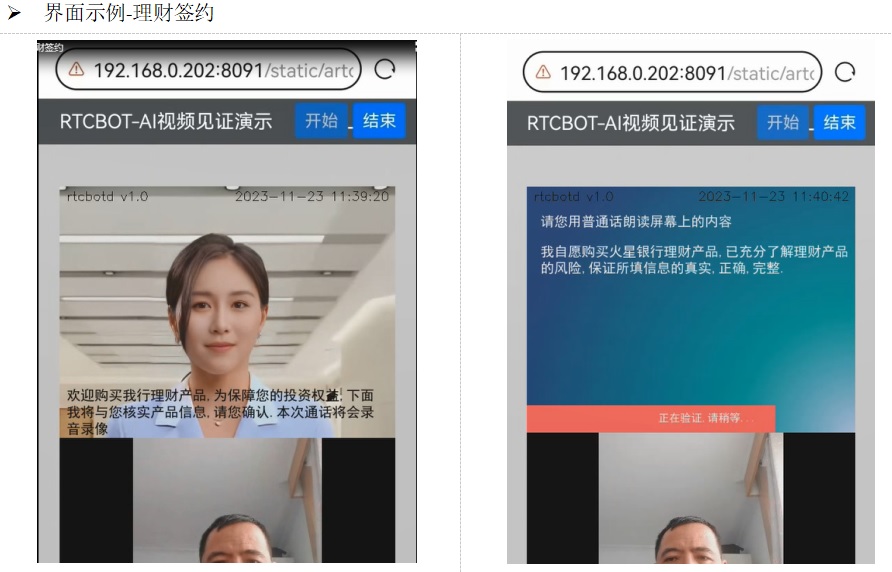 ➢ 界面示例-理财签约
财签约
192.168.0.202:8091/static/artc
RTCBOT-AI视频见证演示 开始 结束
rtcbotd v1.0 2023-11-23 11:39:20
欢迎购买我行理财产品, 为保障您的投资权益, 下面
我将与您核实产品信息, 请您确认. 本次通话将会录
音录像
192.168.0.202:8091/static/artc
RTCBOT-AI视频见证演示 开始 结束
rtcbotd v1.0 2023-11-23 11:40:42
请您用普通话朗读屏幕上的内容
我自愿购买火星银行理财产品, 已充分了解理财产品
的风险, 保证所填信息的真实, 正确, 完整.
正在验证, 请稍等...